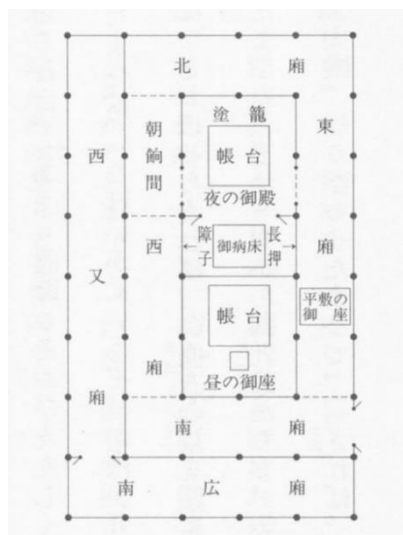 北廂
塗籠
帳台
夜の御殿
朝餉間
東廂
西又廂
障子
御病床
長押
西廂
帳台
昼の御座
平敷の
御座
南廂
南広廂